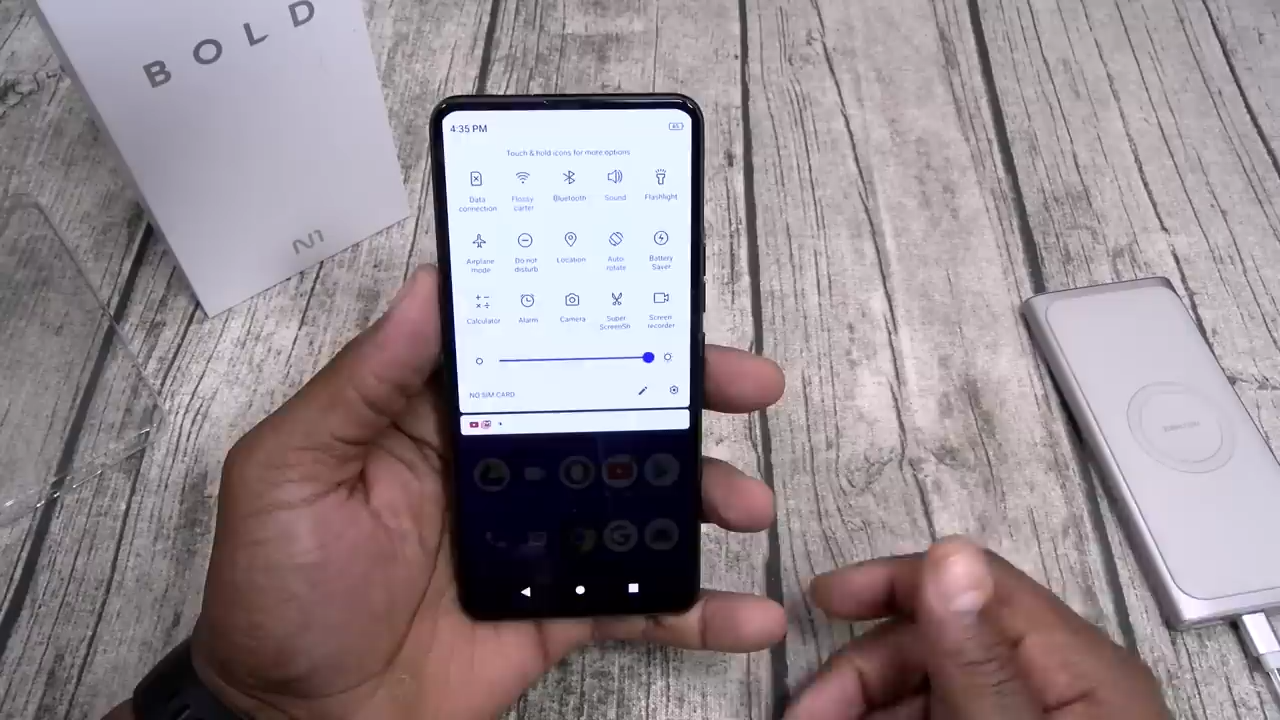 BOLD
N1
4:35 PM
65
Touch & hold icons for more options
Data connection
Flossy carter
Bluetooth
Sound
Flashlight
Airplane mode
Do not disturb
Location
Auto-rotate
Battery Saver
Calculator
Alarm
Camera
Super ScreenSh
Screen recorder
NO SIM CARD